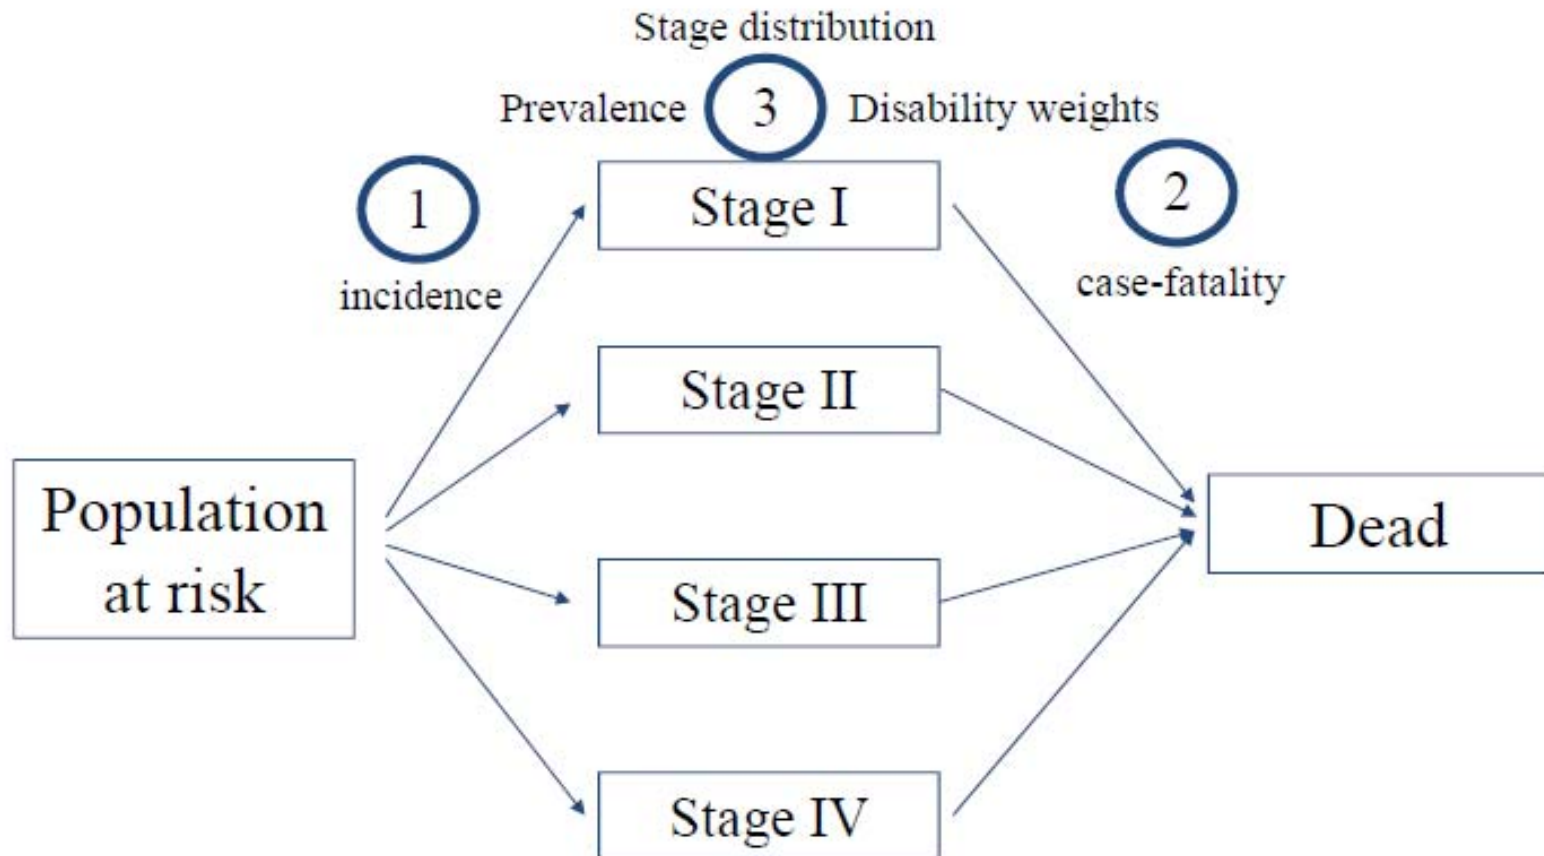 Stage distribution
Prevalence 3 Disability weights
1
incidence
Stage I
2
case-fatality
Stage II
Population
at risk
Stage III
Dead
Stage IV